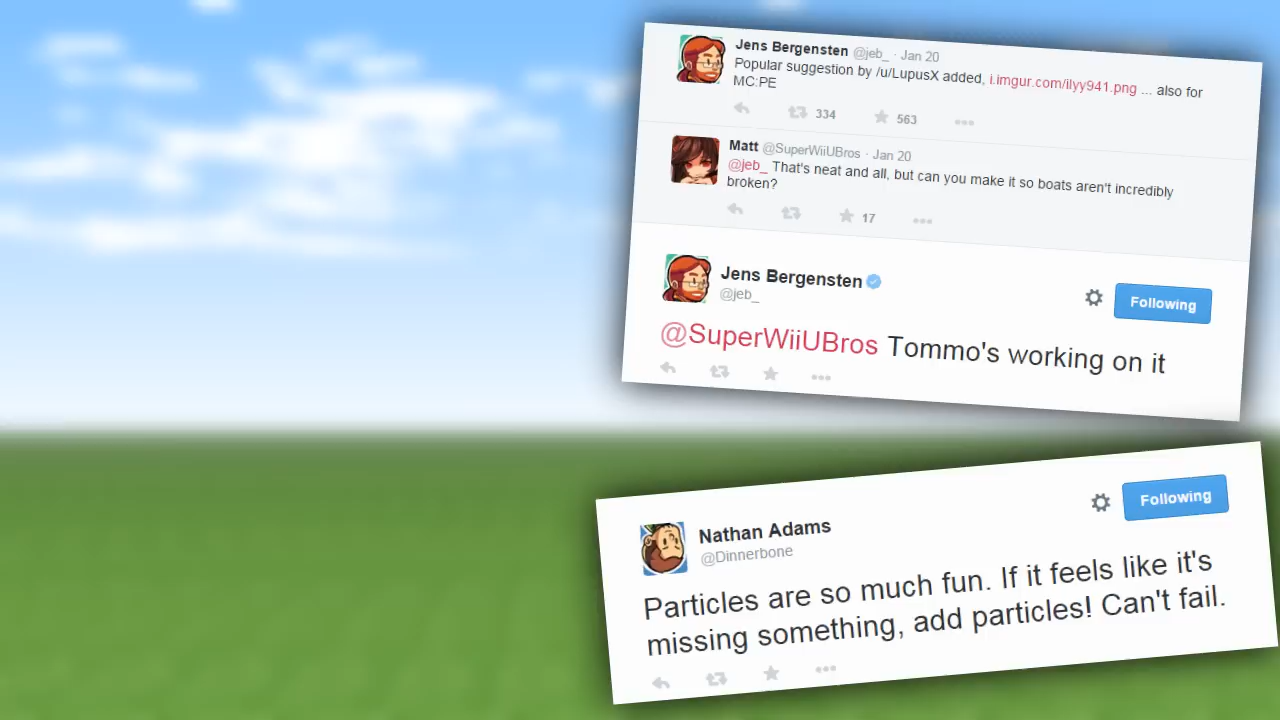 Jens Bergensten @jeb_ · Jan 20
Popular suggestion by /u/LupusX added, i.imgur.com/ilyy941.png ... also for
MC:PE
334 563
Matt @SuperWiiUBros · Jan 20
@jeb_ That's neat and all, but can you make it so boats aren't incredibly
broken?
17
Jens Bergensten
@jeb_
Following
@SuperWiiUBros Tommo's working on it
Nathan Adams
@Dinnerbone
Following
Particles are so much fun. If it feels like it's
missing something, add particles! Can't fail.